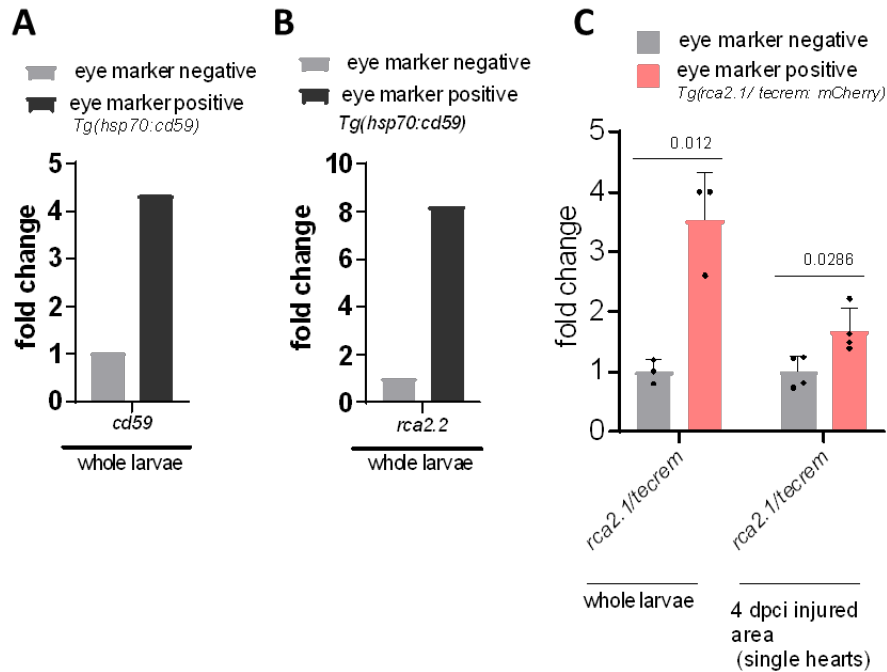 A
eye marker negative
eye marker positive
Tg(hsp70:cd59)
5
4
3
2
1
0
fold change
cd59
whole larvae
B
eye marker negative
eye marker positive
Tg(hsp70:cd59)
10
8
6
4
2
0
fold change
rca2.2
whole larvae
C
eye marker negative
eye marker positive
Tg(rca2.1/ tecrem: mCherry)
5
4
3
2
1
0
fold change
0.012
0.0286
rca2.1/tecrem
rca2.1/tecrem
whole larvae
4 dpci injured
area
(single hearts)